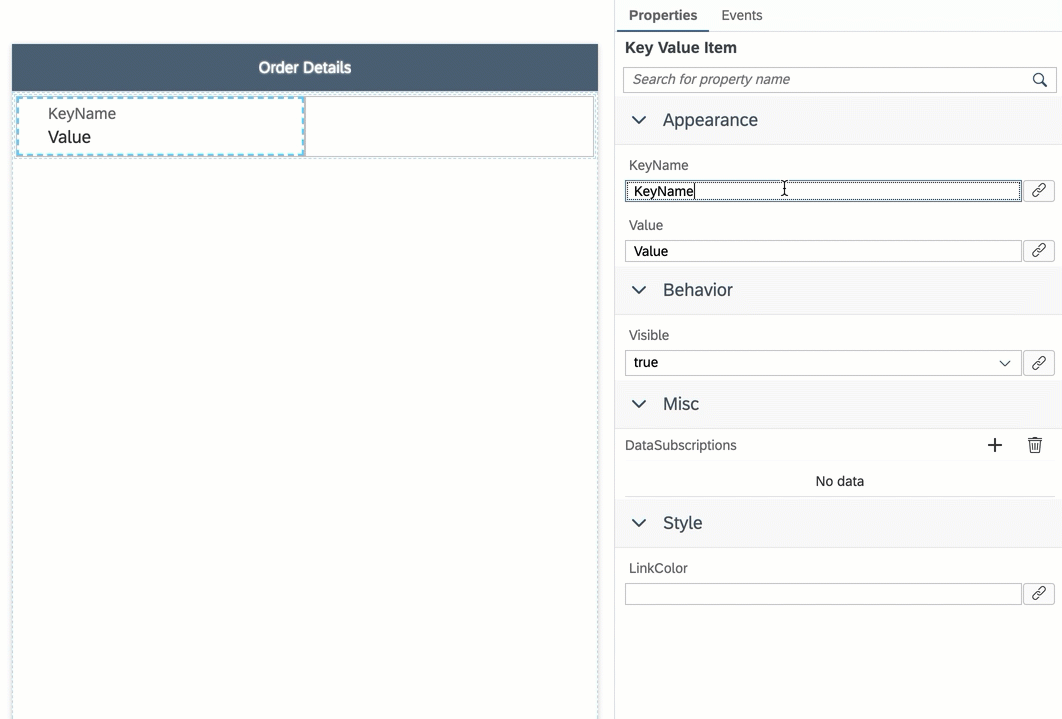 Properties Events
Key Value Item
Search for property name
Order Details
KeyName
Value
Appearance
KeyName
KeyName
Value
Value
Behavior
Visible
true
Misc
DataSubscriptions
No data
Style
LinkColor